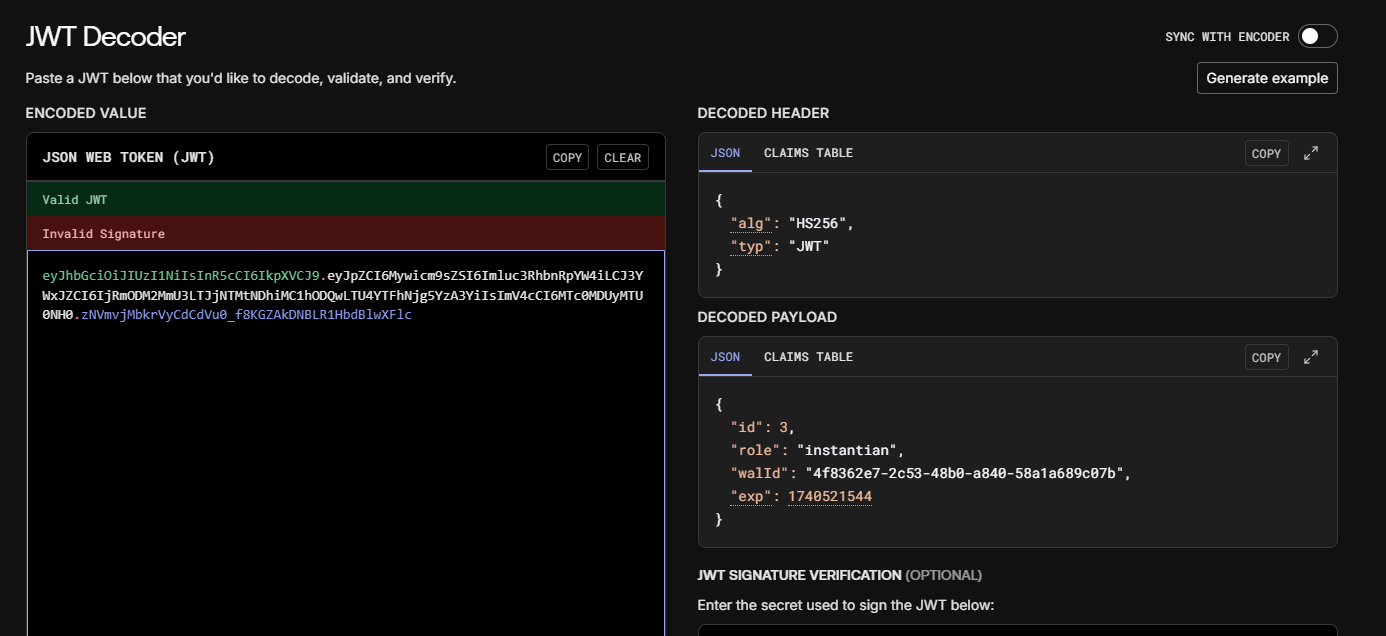 JWT Decoder
SYNC WITH ENCODER
Paste a JWT below that you'd like to decode, validate, and verify.
Generate example
ENCODED VALUE
JSON WEB TOKEN (JWT)
COPY
CLEAR
Valid JWT
Invalid Signature
eyJhbGciOiJIUzI1NiIsInR5cCI6IkpXVCJ9.eyJpZCI6Mywicm9sZSI6Imluc3RhbnRpYW4iLCJ3Y
WxJZCI6IjRmODM2MmU3LTJjNTMtNDhiMC1hODQwLTU4YTFhNjg5YzA3YiIsImV4cCI6MTc0MDUyMTU
0NH0.zNVmvjMbkrVyCdCdVu0_f8KGZAkDNBLR1HbdBlwXFlc
DECODED HEADER
JSON
CLAIMS TABLE
COPY
{
"alg": "HS256",
"typ": "JWT"
}
DECODED PAYLOAD
JSON
CLAIMS TABLE
COPY
{
"id": 3,
"role": "instantian",
"walId": "4f8362e7-2c53-48b0-a840-58a1a689c07b",
"exp": 1740521544
}
JWT SIGNATURE VERIFICATION (OPTIONAL)
Enter the secret used to sign the JWT below: